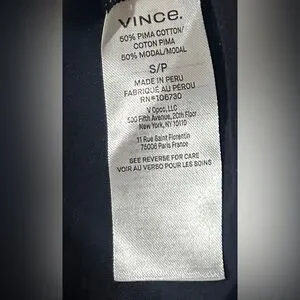 VINCE.
50% PIMA COTTON/
COTON PIMA
50% MODAL/MODAL
S/P
MADE IN PERU
FABRIQUÉ AU PÉROU
RN#106730
V Opco, LLC
500 Fifth Avenue, 20th Floor
New York, NY 10110
11 Rue Saint Florentin
75008 Paris France
SEE REVERSE FOR CARE
VOIR AU VERSO POUR LES SOINS